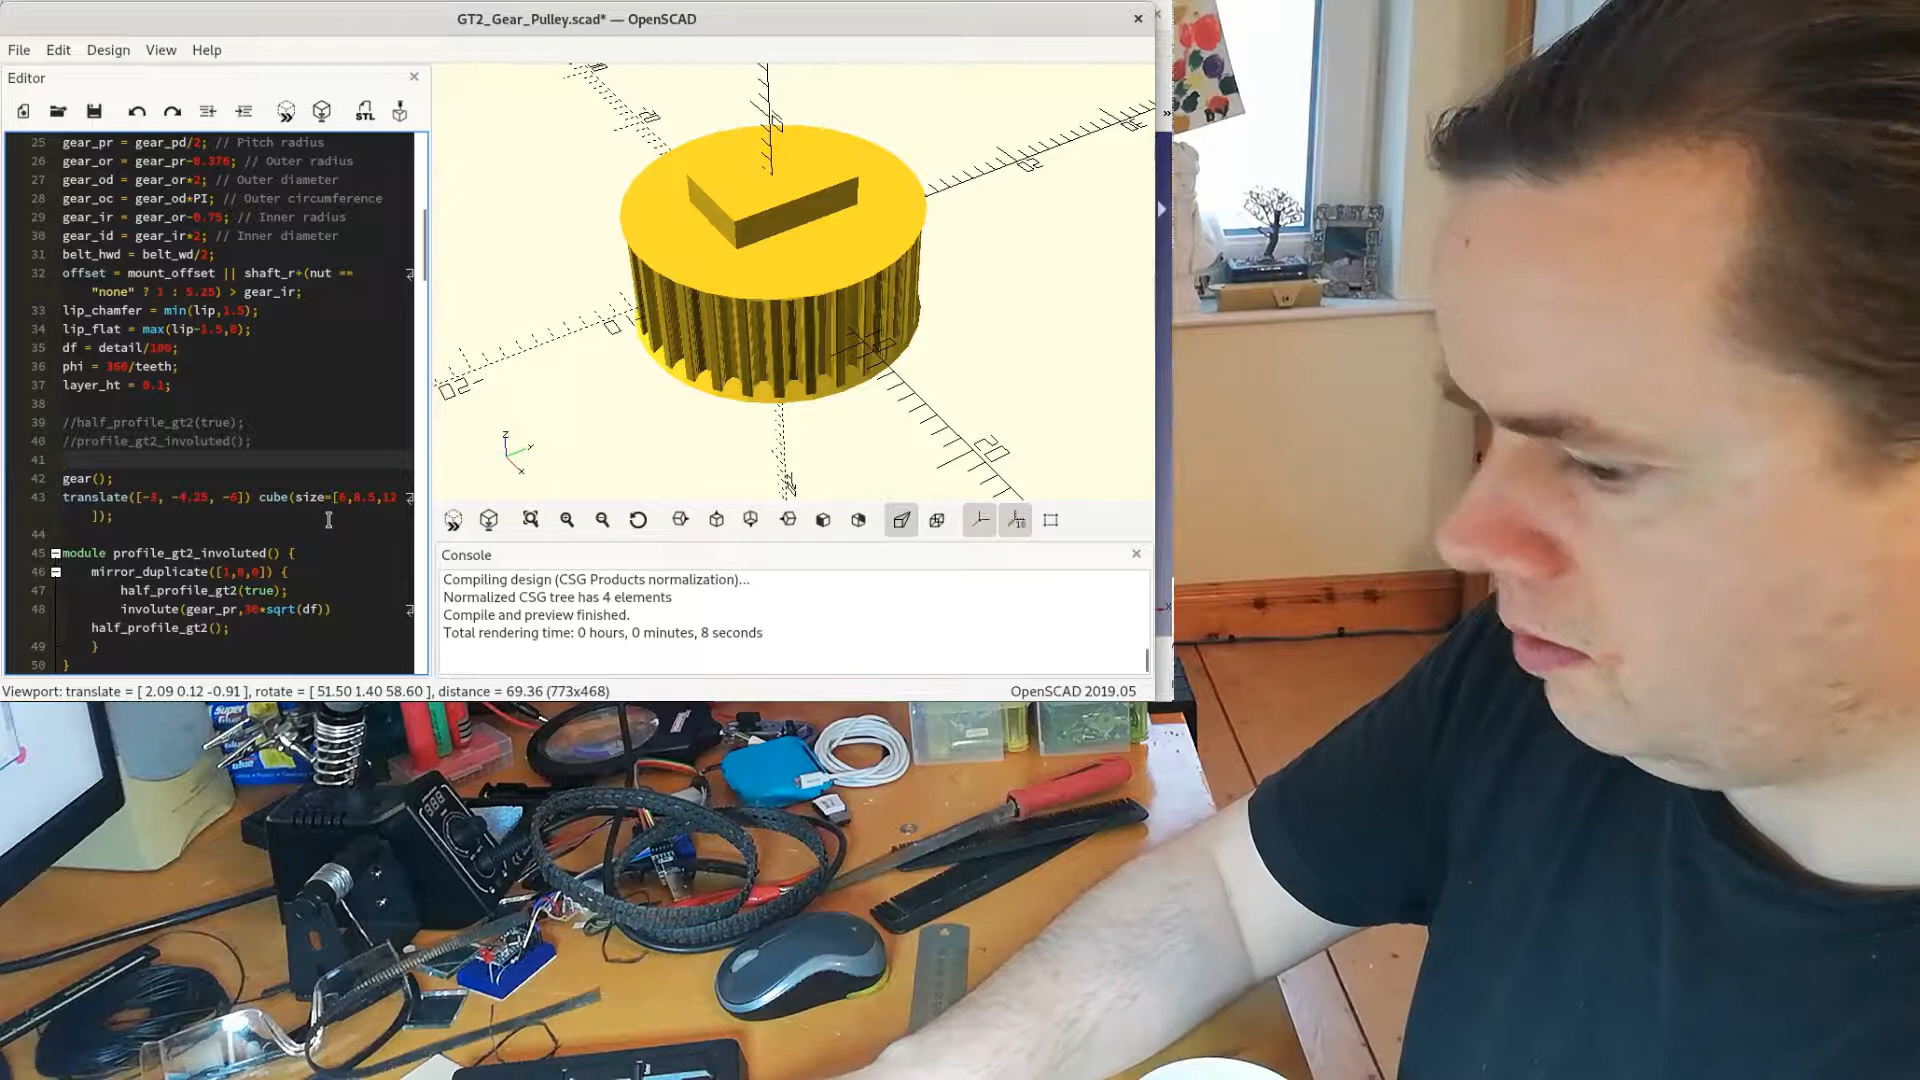 GT2_Gear_Pulley.scad* — OpenSCAD
File Edit Design View Help
Editor
STL
25 gear_pr = gear_pd/2; // Pitch radius
26 gear_or = gear_pr-0.376; // Outer radius
27 gear_od = gear_or*2; // Outer diameter
28 gear_oc = gear_od*PI; // Outer circumference
29 gear_ir = gear_or-0.75; // Inner radius
30 gear_id = gear_ir*2; // Inner diameter
31 belt_hwd = belt_wd/2;
32 offset = mount_offset || shaft_r+(nut ==
"none" ? 1 : 5.25) > gear_ir;
33 lip_chamfer = min(lip,1.5);
34 lip_flat = max(lip-1.5,0);
35 df = detail/100;
36 phi = 360/teeth;
37 layer_ht = 0.1;
38
39 //half_profile_gt2(true);
40 //profile_gt2_involuted();
41
42 gear();
43 translate([-3, -4.25, -6]) cube(size=[6,8.5,12
]);
44
45 module profile_gt2_involuted() {
46 mirror_duplicate([1,0,0]) {
47 half_profile_gt2(true);
48 involute(gear_pr,30*sqrt(df))
half_profile_gt2();
49 }
50 }
20
10
Z
y
x
Console
Compiling design (CSG Products normalization)...
Normalized CSG tree has 4 elements
Compile and preview finished.
Total rendering time: 0 hours, 0 minutes, 8 seconds
Viewport: translate = [ 2.09 0.12 -0.91 ], rotate = [ 51.50 1.40 58.60 ], distance = 69.36 (773x468)
OpenSCAD 2019.05
Super
glue